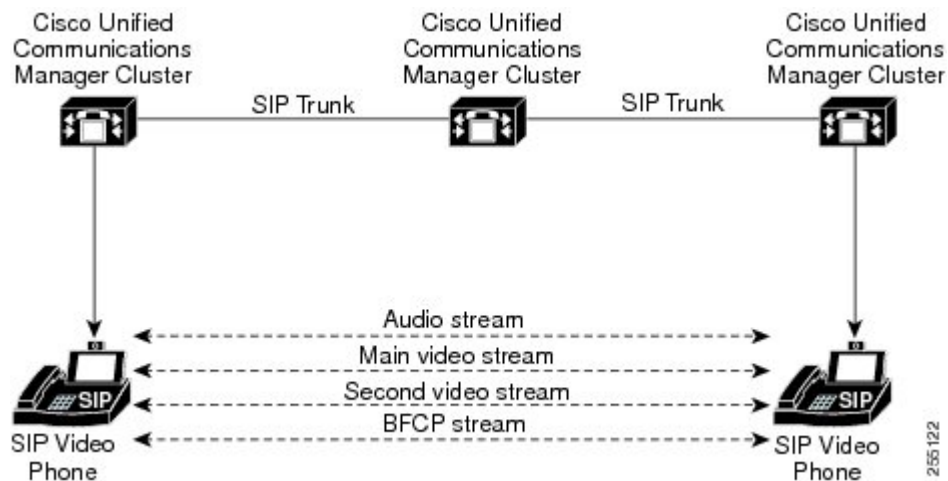 Cisco Unified
Communications
Manager Cluster
Cisco Unified
Communications
Manager Cluster
Cisco Unified
Communications
Manager Cluster
SIP Trunk
SIP Trunk
Audio stream
Main video stream
Second video stream
BFCP stream
SIP
SIP Video
Phone
SIP
SIP Video
Phone
255122